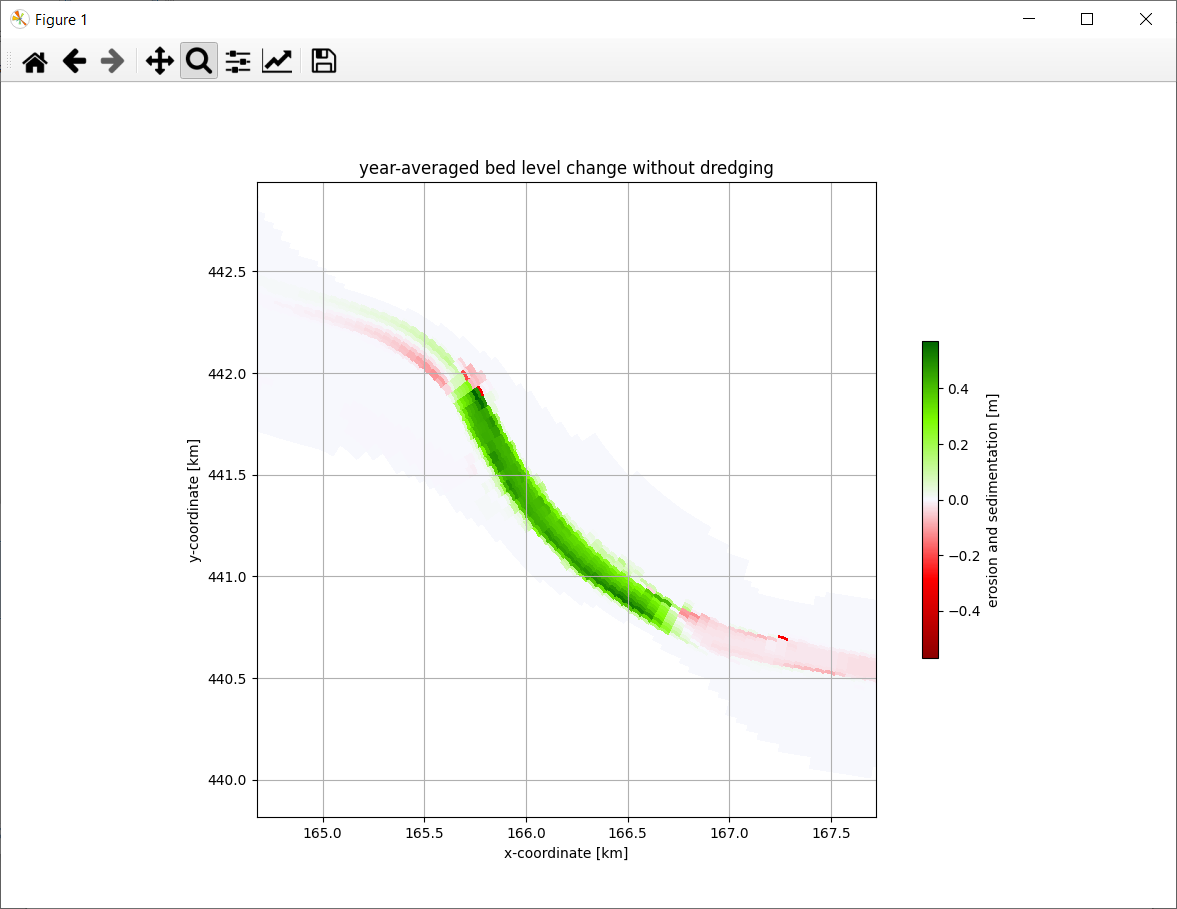 Figure 1
year-averaged bed level change without dredging
442.5
442.0
441.5
441.0
440.5
440.0
y-coordinate [km]
165.0 165.5 166.0 166.5 167.0 167.5
x-coordinate [km]
0.4
0.2
0.0
−0.2
−0.4
erosion and sedimentation [m]